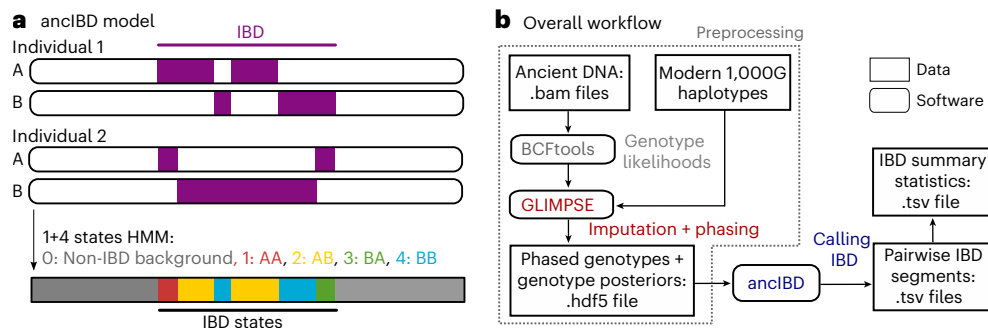 a ancIBD model
IBD
Individual 1
A
B
Individual 2
A
B
1+4 states HMM:
0: Non-IBD background, 1: AA, 2: AB, 3: BA, 4: BB
IBD states
b Overall workflow
Preprocessing
Ancient DNA:
.bam files
Modern 1,000G
haplotypes
BCFtools
Genotype
likelihoods
GLIMPSE
Imputation + phasing
Phased genotypes +
genotype posteriors:
.hdf5 file
ancIBD
Calling
IBD
Pairwise IBD
segments:
.tsv files
IBD summary
statistics:
.tsv file
Data
Software